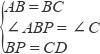 AB = BC
∠ABP = ∠C
BP = CD